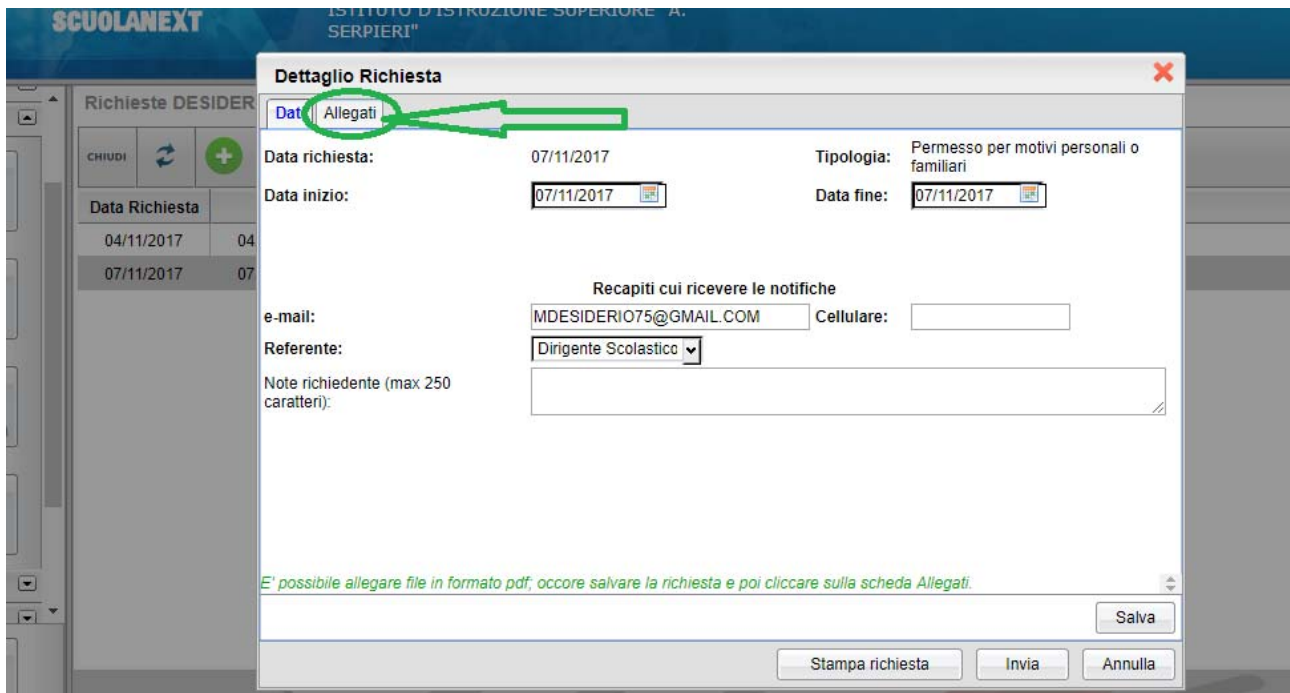 SCUOLANEXT
ISTITUTO D'ISTRUZIONE SUPERIORE "A.
SERPIERI"
Dettaglio Richiesta
Richieste DESIDER
Dati Allegati
CHIUDI
Data richiesta: 07/11/2017 Tipologia: Permesso per motivi personali o
familiari
Data inizio: 07/11/2017 Data fine: 07/11/2017
Data Richiesta
04/11/2017 04
07/11/2017 07
Recapiti cui ricevere le notifiche
e-mail: MDESIDERIO75@GMAIL.COM Cellulare:
Referente: Dirigente Scolastico
Note richiedente (max 250
caratteri):
E' possibile allegare file in formato pdf; occore salvare la richiesta e poi cliccare sulla scheda Allegati.
Salva
Stampa richiesta Invia Annulla